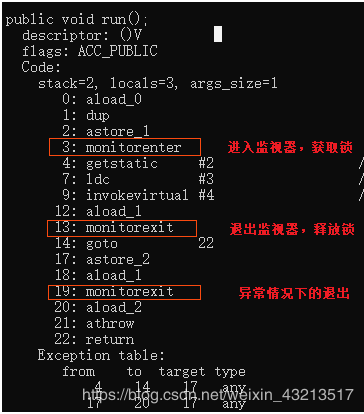 public void run();
descriptor: ()V
flags: ACC_PUBLIC
Code:
stack=2, locals=3, args_size=1
0: aload_0
1: dup
2: astore_1
3: monitorenter 进入监视器，获取锁
4: getstatic #2 /
7: ldc #3 /
9: invokevirtual #4 /
12: aload_1
13: monitorexit 退出监视器，释放锁
14: goto 22
17: astore_2
18: aload_1
19: monitorexit 异常情况下的退出
20: aload_2
21: athrow
22: return
Exception table:
from to target type
4 14 17 any
17 20 17 any
https://blog.csdn.net/weixin_43213517